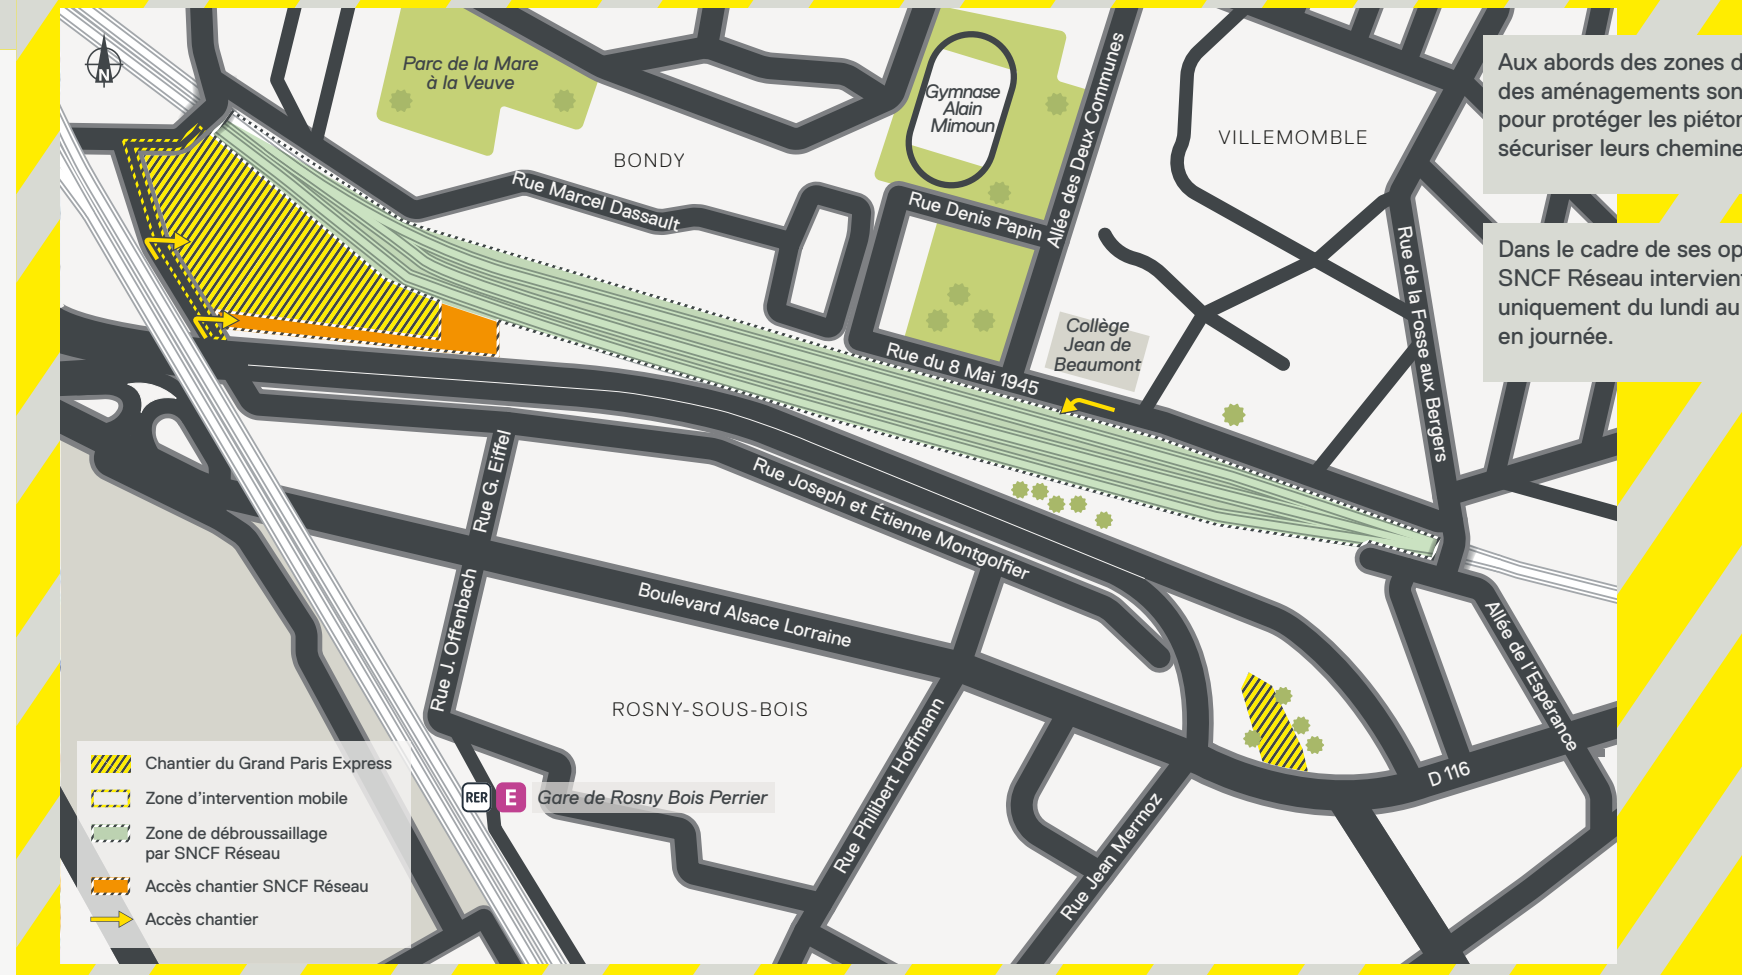 N
Parc de la Mare
à la Veuve
Gymnase
Alain
Mimoun
Allée des Deux Communes
VILLEMOMBLE
BONDY
Rue Marcel Dassault
Rue Denis Papin
Aux abords des zones d
des aménagements son
pour protéger les piéto
sécuriser leurs chemine
Dans le cadre de ses op
SNCF Réseau intervien
uniquement du lundi au
en journée.
Rue de la Fosse aux Bergers
Collège
Jean de
Beaumont
Rue du 8 Mai 1945
Rue G. Eiffel
Rue Joseph et Étienne Montgolfier
Rue J. Offenbach
Boulevard Alsace Lorraine
Allée de l'Espérance
ROSNY-SOUS-BOIS
Rue Philibert Hoffmann
D 116
Rue Jean Mermoz
RER E Gare de Rosny Bois Perrier
Chantier du Grand Paris Express
Zone d'intervention mobile
Zone de débroussaillage
par SNCF Réseau
Accès chantier SNCF Réseau
Accès chantier